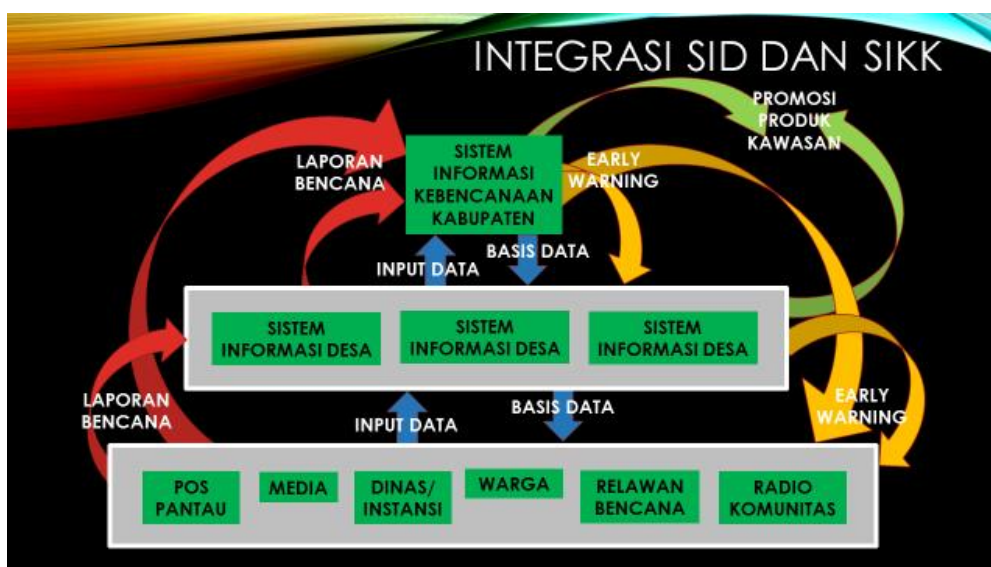 INTEGRASI SID DAN SIKK
PROMOSI
PRODUK
KAWASAN
LAPORAN
BENCANA
SISTEM
INFORMASI
KEBENCANAAN
KABUPATEN
EARLY
WARNING
INPUT DATA
BASIS DATA
SISTEM
INFORMASI DESA
SISTEM
INFORMASI DESA
SISTEM
INFORMASI DESA
LAPORAN
BENCANA
INPUT DATA
BASIS DATA
EARLY
WARNING
POS
PANTAU
MEDIA
DINAS/
INSTANSI
WARGA
RELAWAN
BENCANA
RADIO
KOMUNITAS